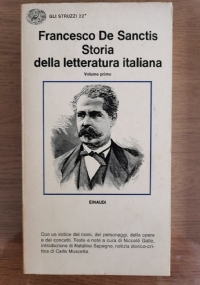 GLI STRUZZI 22*
Francesco De Sanctis
Storia
della letteratura italiana
Volume primo
EINAUDI
Con un indice dei nomi, dei personaggi, delle opere
e dei concetti. Testo e note a cura di Niccolò Gallo,
introduzione di Natalino Sapegno, notizia storico-cri-
tica di Carlo Muscetta